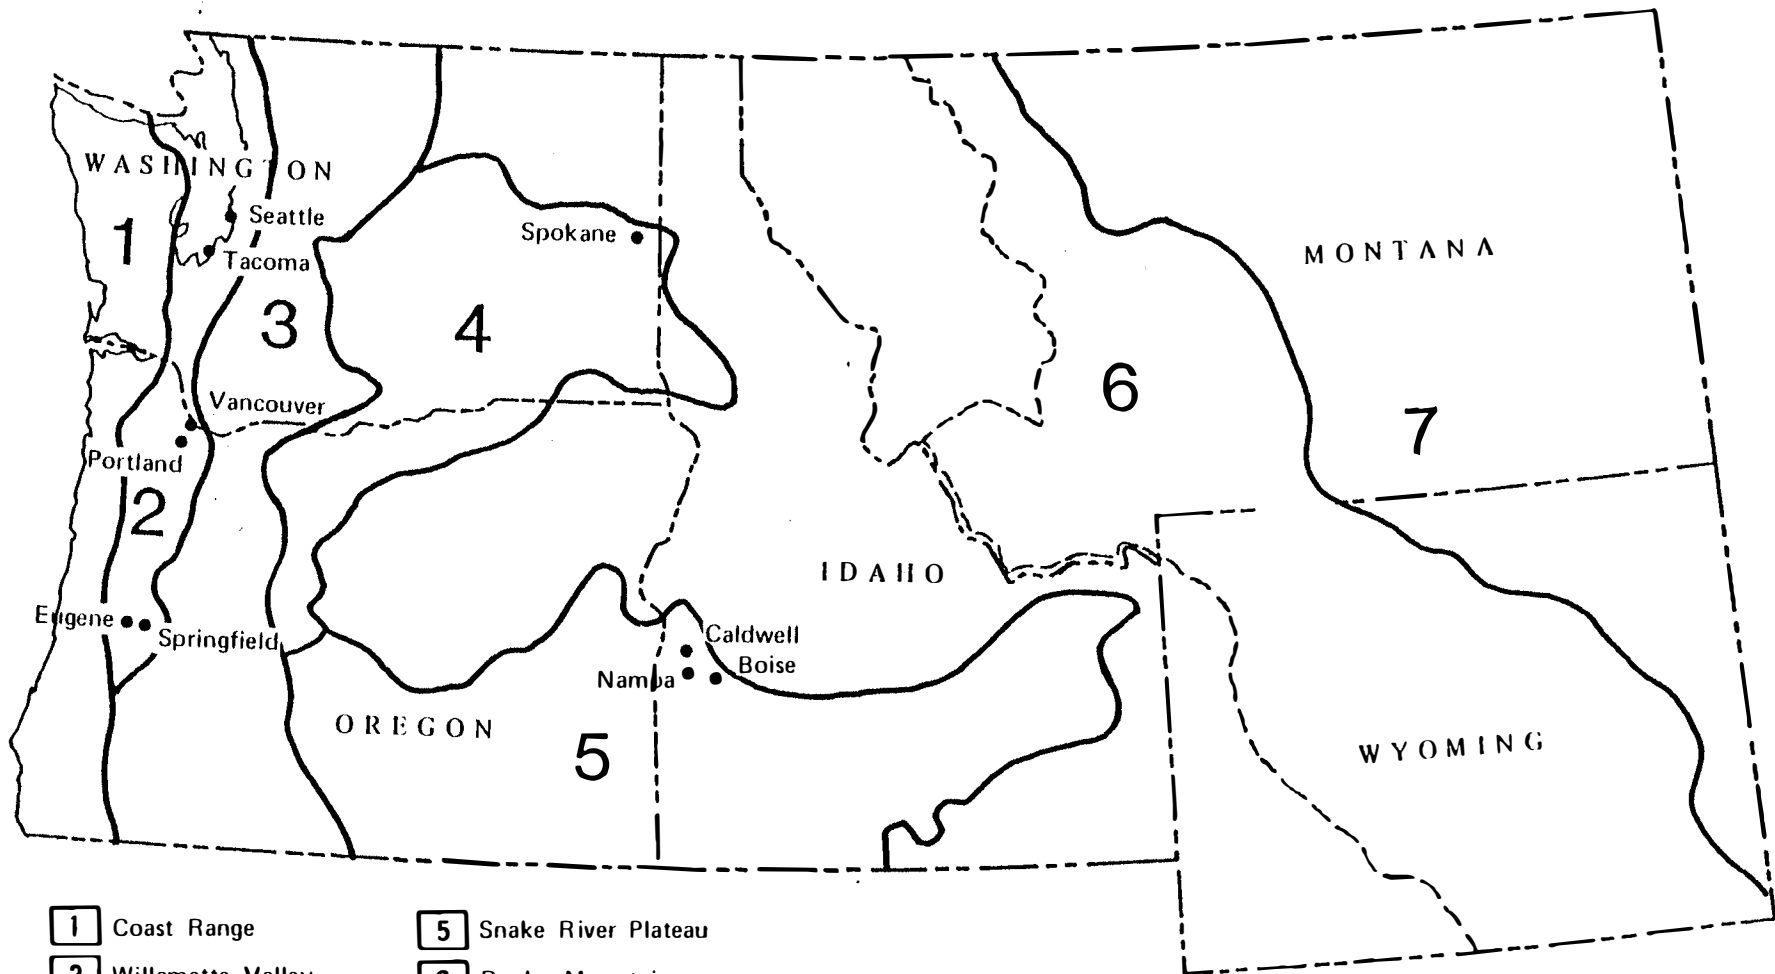 WASHINGTON
1
Seattle
Spokane
Tacoma
MONTANA
3
4
6
Vancouver
7
Portland
2
IDAHO
Eugene
Springfield
Caldwell
Boise
Nampa
OREGON
5
WYOMING
1 Coast Range
5 Snake River Plateau